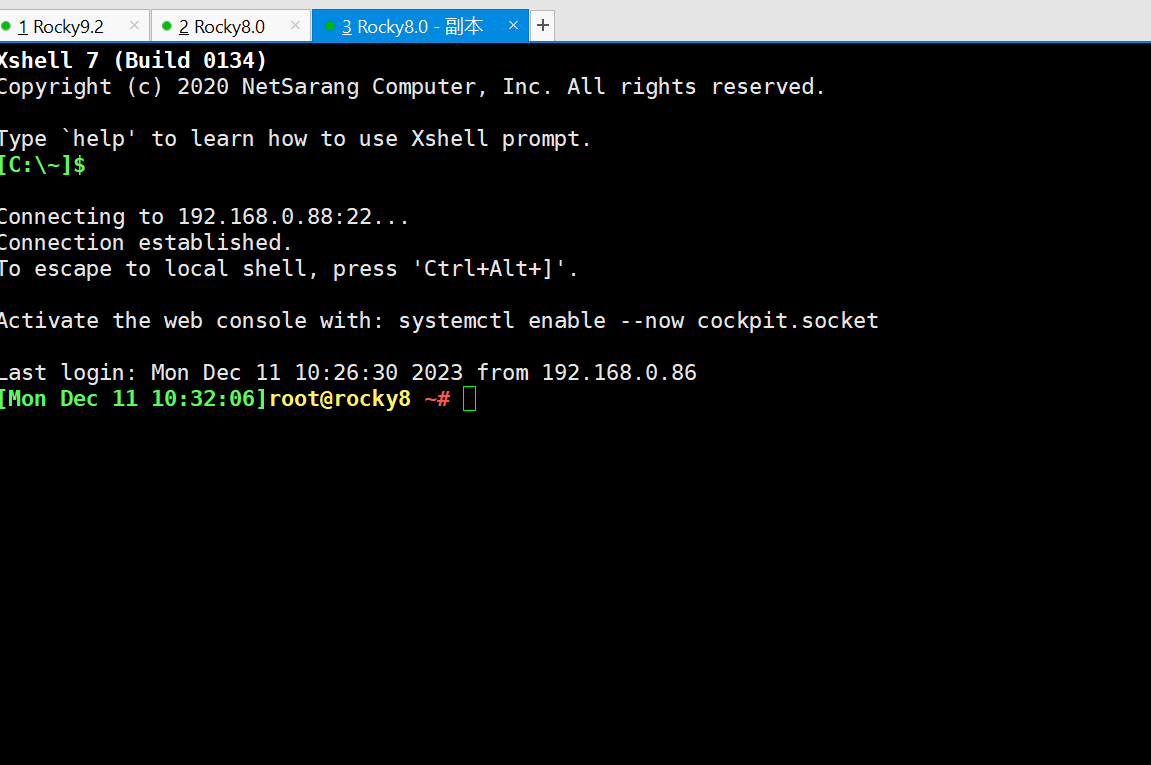 1 Rocky9.2 × 2 Rocky8.0 × 3 Rocky8.0 - 副本 × +
Xshell 7 (Build 0134)
Copyright (c) 2020 NetSarang Computer, Inc. All rights reserved.
Type `help' to learn how to use Xshell prompt.
[C:\~]$
Connecting to 192.168.0.88:22...
Connection established.
To escape to local shell, press 'Ctrl+Alt+]'.
Activate the web console with: systemctl enable --now cockpit.socket
Last login: Mon Dec 11 10:26:30 2023 from 192.168.0.86
[Mon Dec 11 10:32:06]root@rocky8 ~#